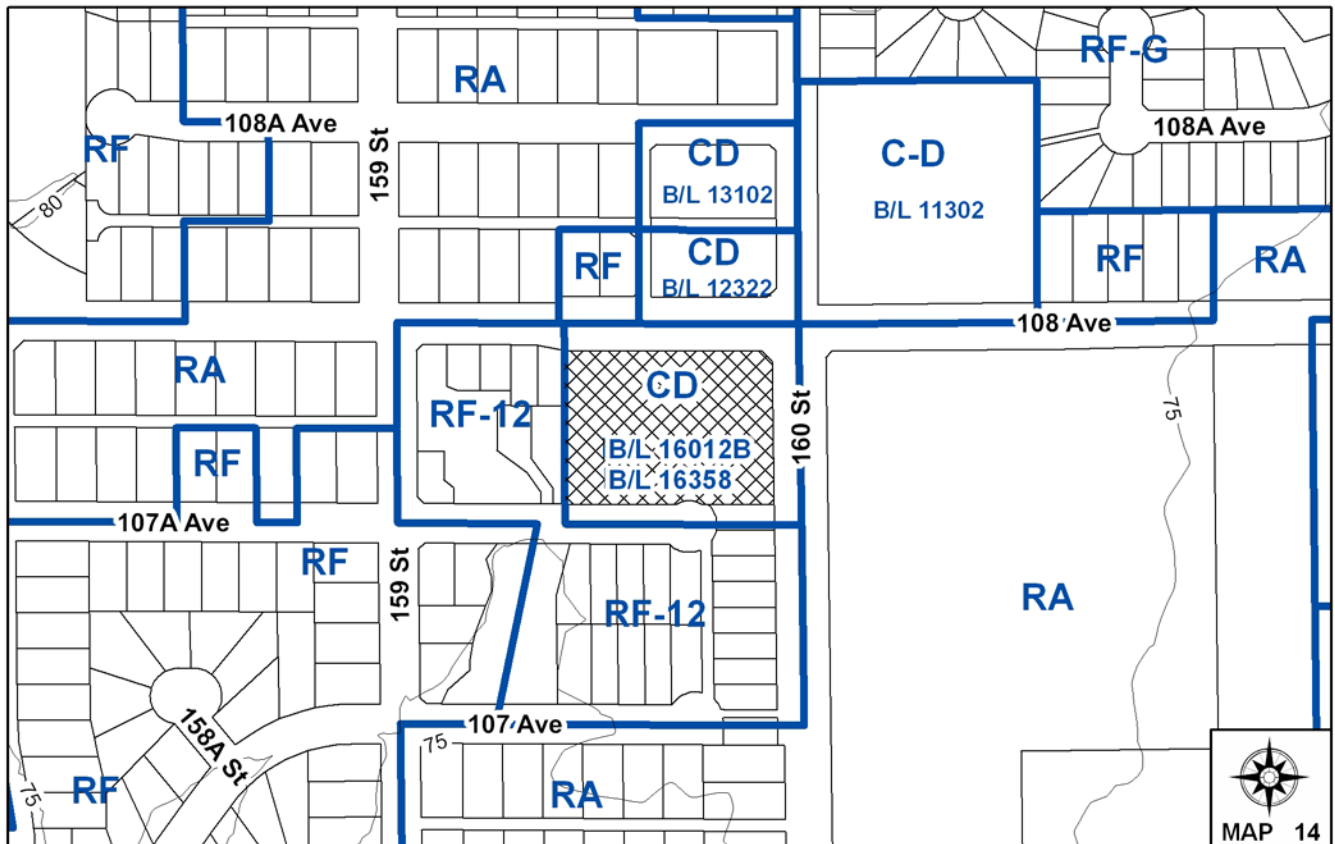 RF-G
RA
108A Ave
108A Ave
RF
159 St
CD
B/L 13102
C-D
B/L 11302
80
RF
CD
B/L 12322
RF
RA
108 Ave
RA
CD
RF-12
160 St
75
B/L 16012B
B/L 16358
RF
107A Ave
RF
159 St
RF-12
RA
158A St
107 Ave
75
75
RF
RA
MAP 14